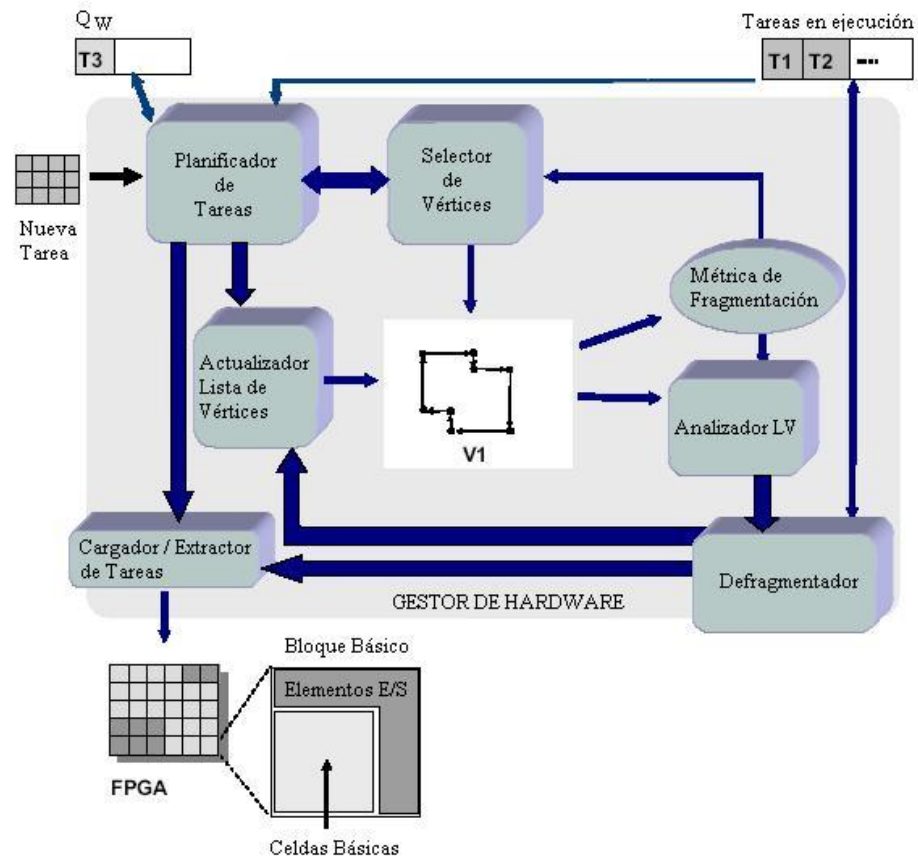 Q W
Tareas en ejecución
T3
T1 T2 ----
Planificador
de
Tareas
Selector
de
Vértices
Nueva
Tarea
Métrica de
Fragmentación
Actualizador
Lista de
Vértices
V1
Analizador LV
Cargador / Extractor
de Tareas
Defragmentador
GESTOR DE HARDWARE
Bloque Básico
Elementos E/S
FPGA
Celdas Básicas